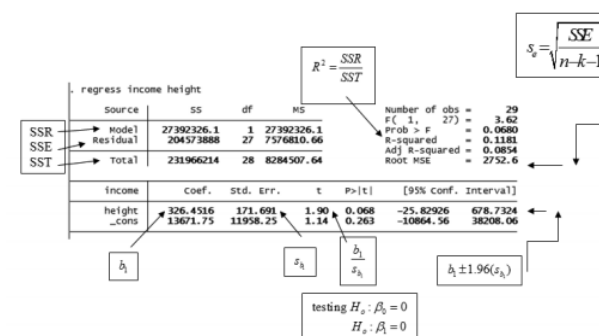 s_e = √(SSE / n-k-1)
R² = SSR / SST
. regress income height
Source | SS df MS
Number of obs = 29
F( 1, 27) = 3.62
Prob > F = 0.0680
R-squared = 0.1181
Adj R-squared = 0.0854
Root MSE = 2752.6
SSR
SSE
SST
Model | 27392326.1 1 27392326.1
Residual | 204573888 27 7576810.66
Total | 231966214 28 8284507.64
income | Coef. Std. Err. t P>|t| [95% Conf. Interval]
height | 326.4516 171.691 1.90 0.068 -25.82926 678.7324
_cons | 13671.75 11958.25 1.14 0.263 -10864.56 38208.06
b₁
s_b₁
b₁ / s_b₁
b₁ ± 1.96(s_b₁)
testing H_o : β₀ = 0
H_o : β₁ = 0